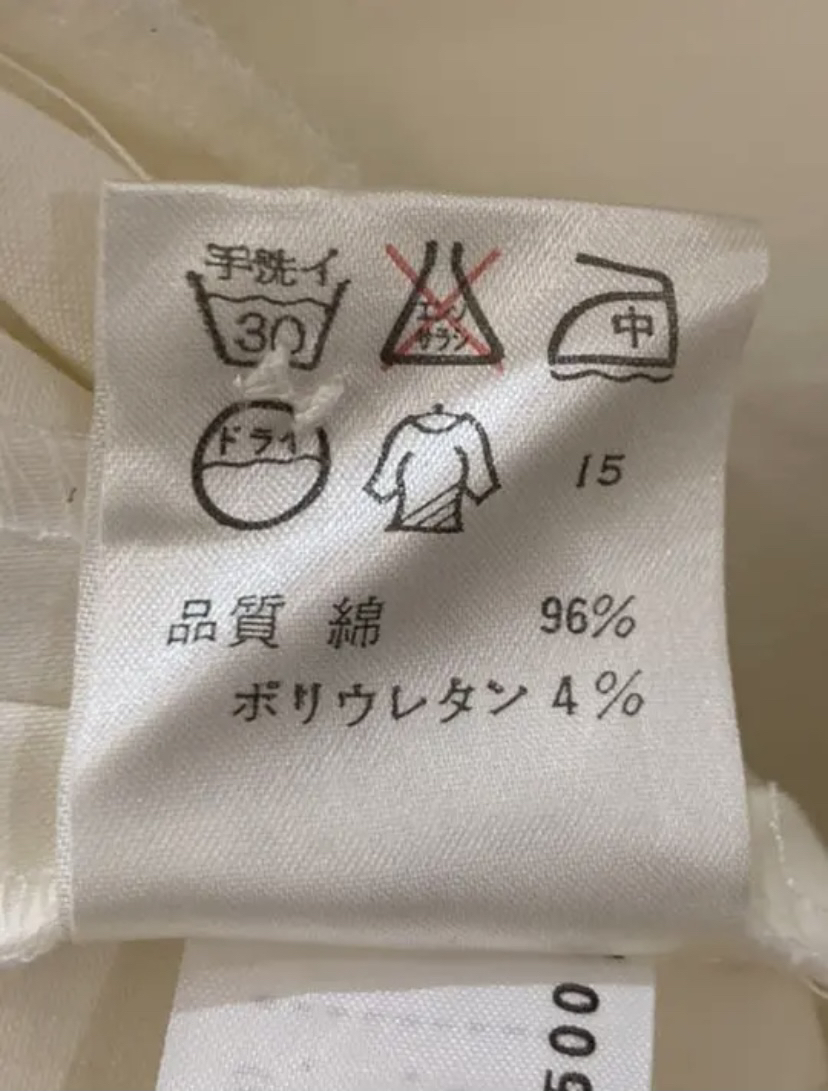 手洗イ
30
エンソ
サラシ
中
ドライ
15
品質 綿 96%
ポリウレタン 4%
500